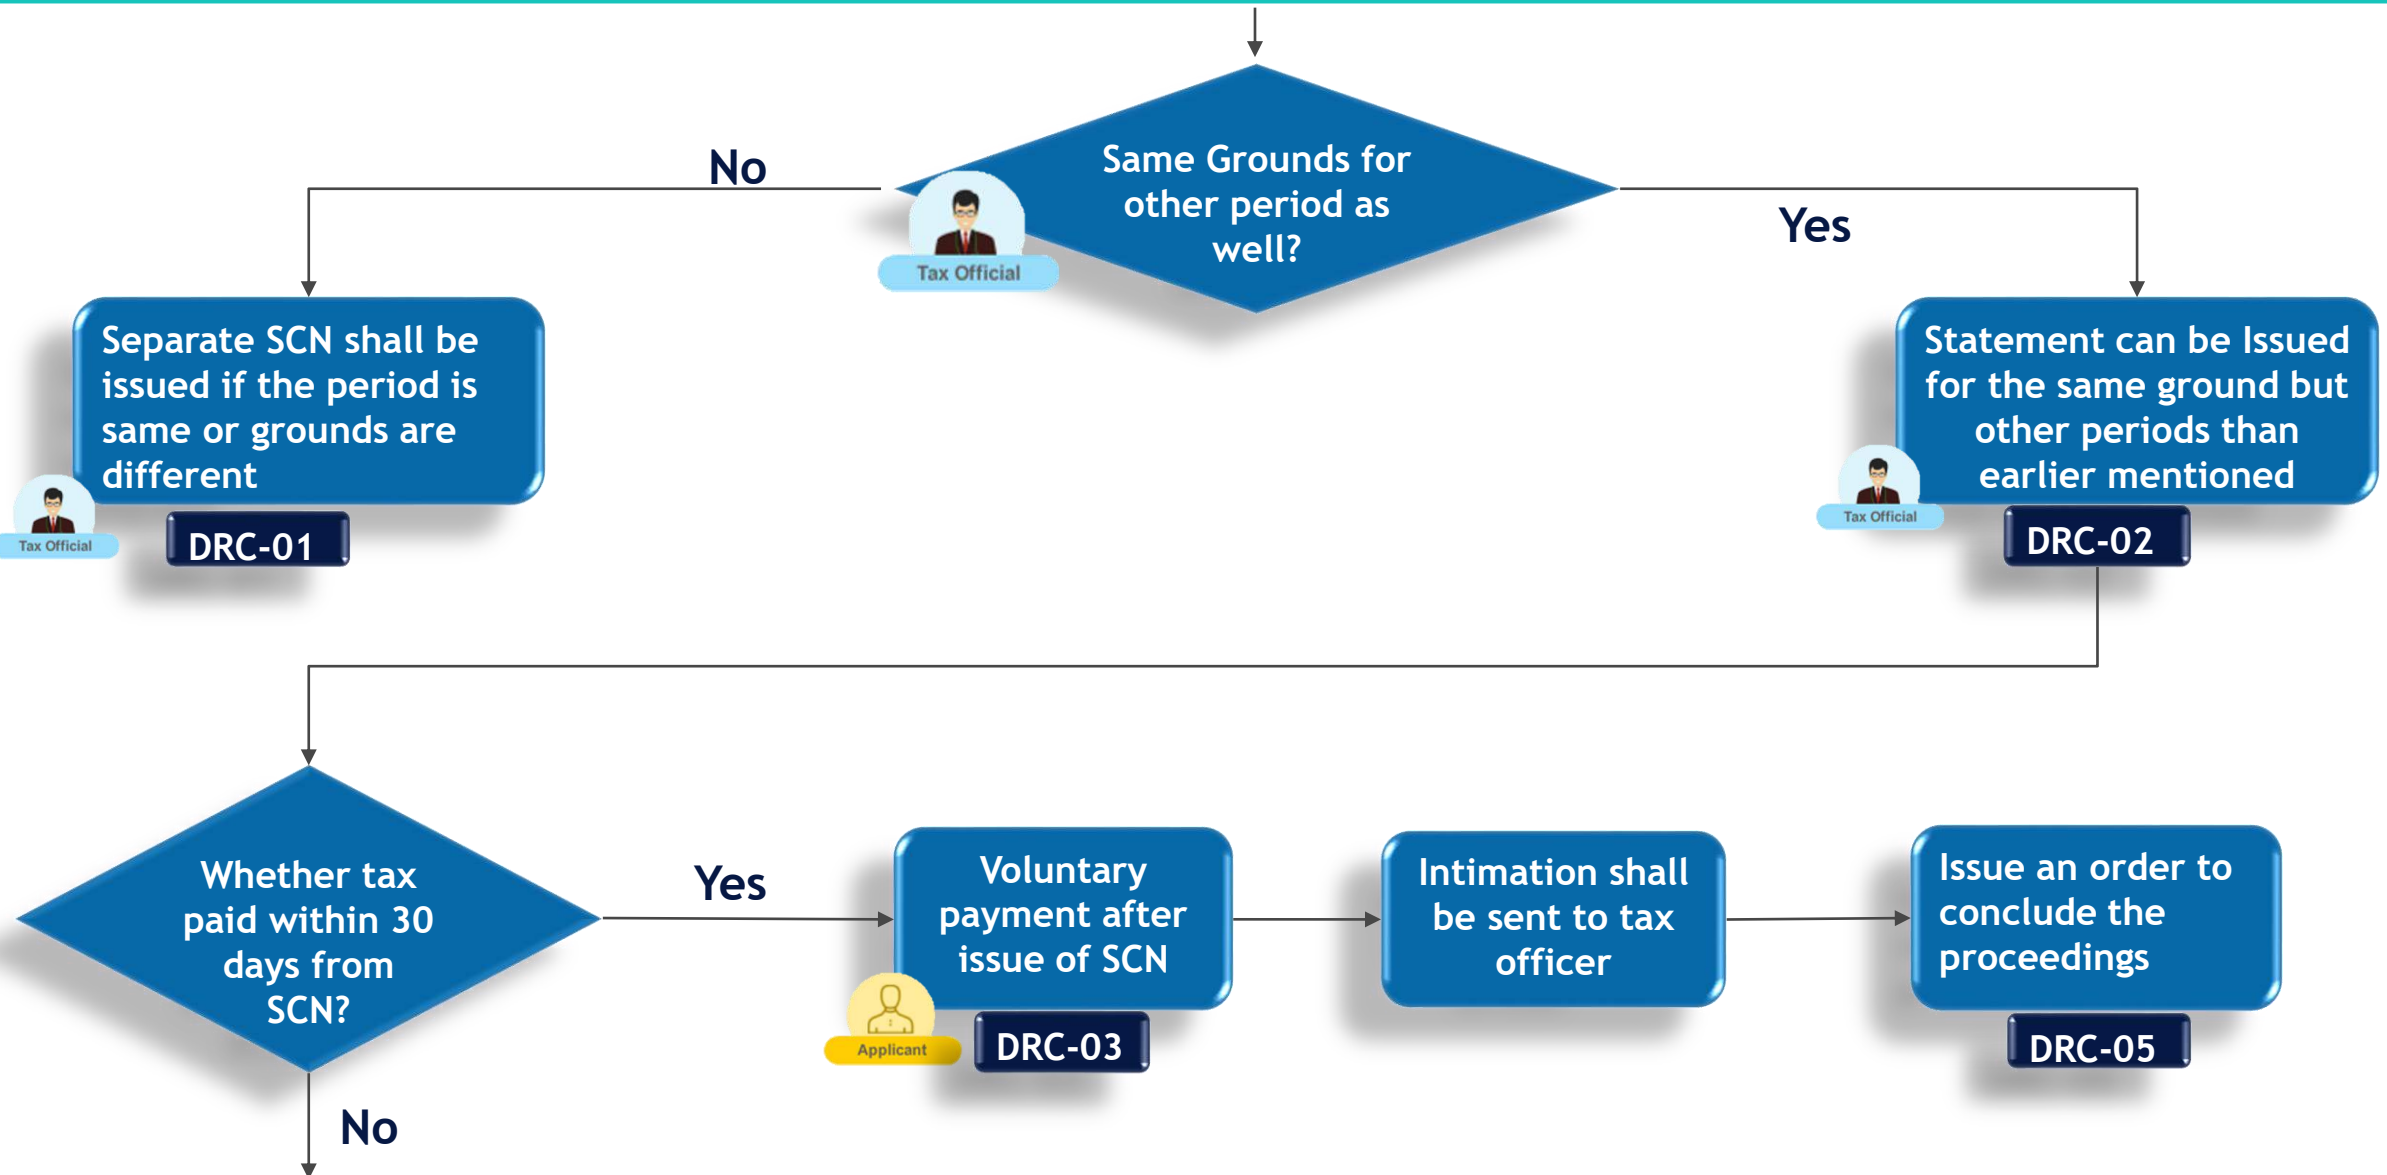 Same Grounds for
other period as
well?
Tax Official
No
Yes
Separate SCN shall be
issued if the period is
same or grounds are
different
Tax Official
DRC-01
Statement can be Issued
for the same ground but
other periods than
earlier mentioned
Tax Official
DRC-02
Whether tax
paid within 30
days from
SCN?
Yes
No
Voluntary
payment after
issue of SCN
Applicant
DRC-03
Intimation shall
be sent to tax
officer
Issue an order to
conclude the
proceedings
DRC-05